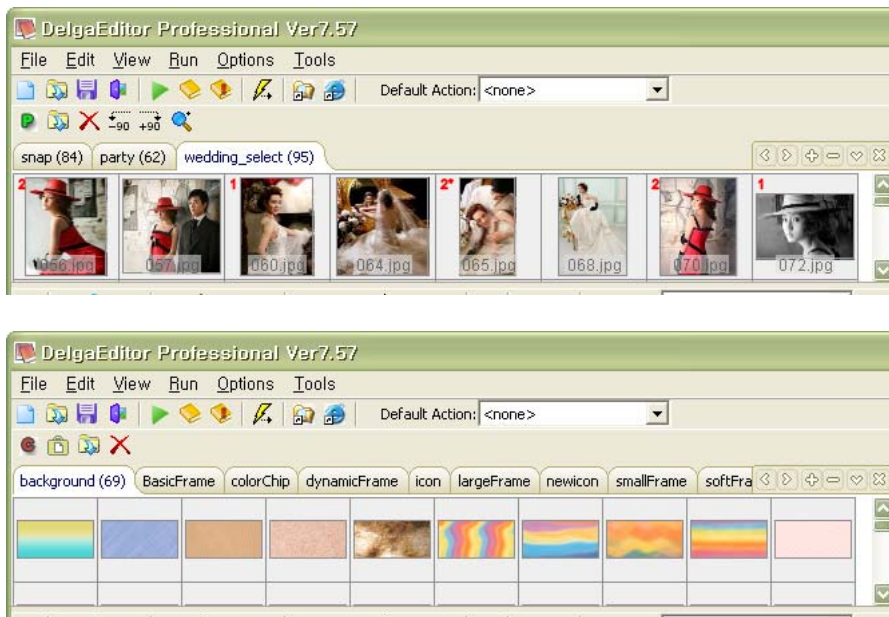 DelgaEditor Professional Ver7.57
File Edit View Run Options Tools
Default Action: <none>
P -90 +90
snap (84) party (62) wedding_select (95)
2 1 2* 2 1
056.jpg 057.jpg 060.jpg 064.jpg 065.jpg 068.jpg 070.jpg 072.jpg
DelgaEditor Professional Ver7.57
File Edit View Run Options Tools
Default Action: <none>
C
background (69) BasicFrame colorChip dynamicFrame icon largeFrame newicon smallFrame softFra